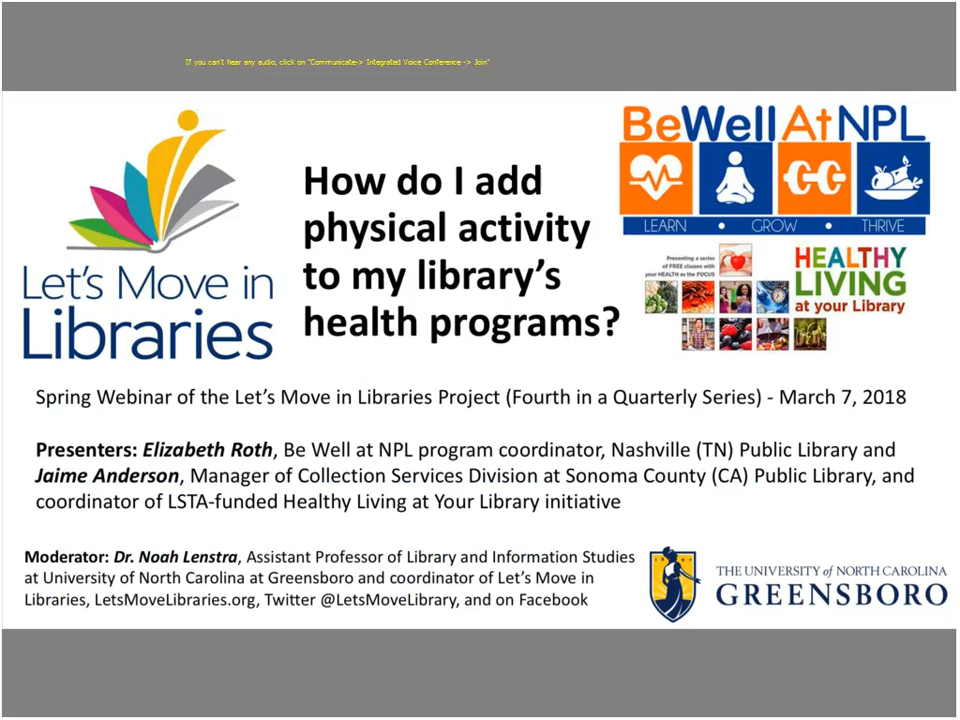 If you can't hear any audio, click on "Communicate-> Integrated Voice Conference -> Join"
Let's Move in
Libraries
How do I add
physical activity
to my library's
health programs?
BeWell At NPL
LEARN • GROW • THRIVE
Presenting a series
of FREE classes with
your HEALTH as the FOCUS
HEALTHY
LIVING
at your Library
Spring Webinar of the Let's Move in Libraries Project (Fourth in a Quarterly Series) - March 7, 2018
Presenters: Elizabeth Roth, Be Well at NPL program coordinator, Nashville (TN) Public Library and
Jaime Anderson, Manager of Collection Services Division at Sonoma County (CA) Public Library, and
coordinator of LSTA-funded Healthy Living at Your Library initiative
Moderator: Dr. Noah Lenstra, Assistant Professor of Library and Information Studies
at University of North Carolina at Greensboro and coordinator of Let's Move in
Libraries, LetsMoveLibraries.org, Twitter @LetsMoveLibrary, and on Facebook
THE UNIVERSITY of NORTH CAROLINA
GREENSBORO